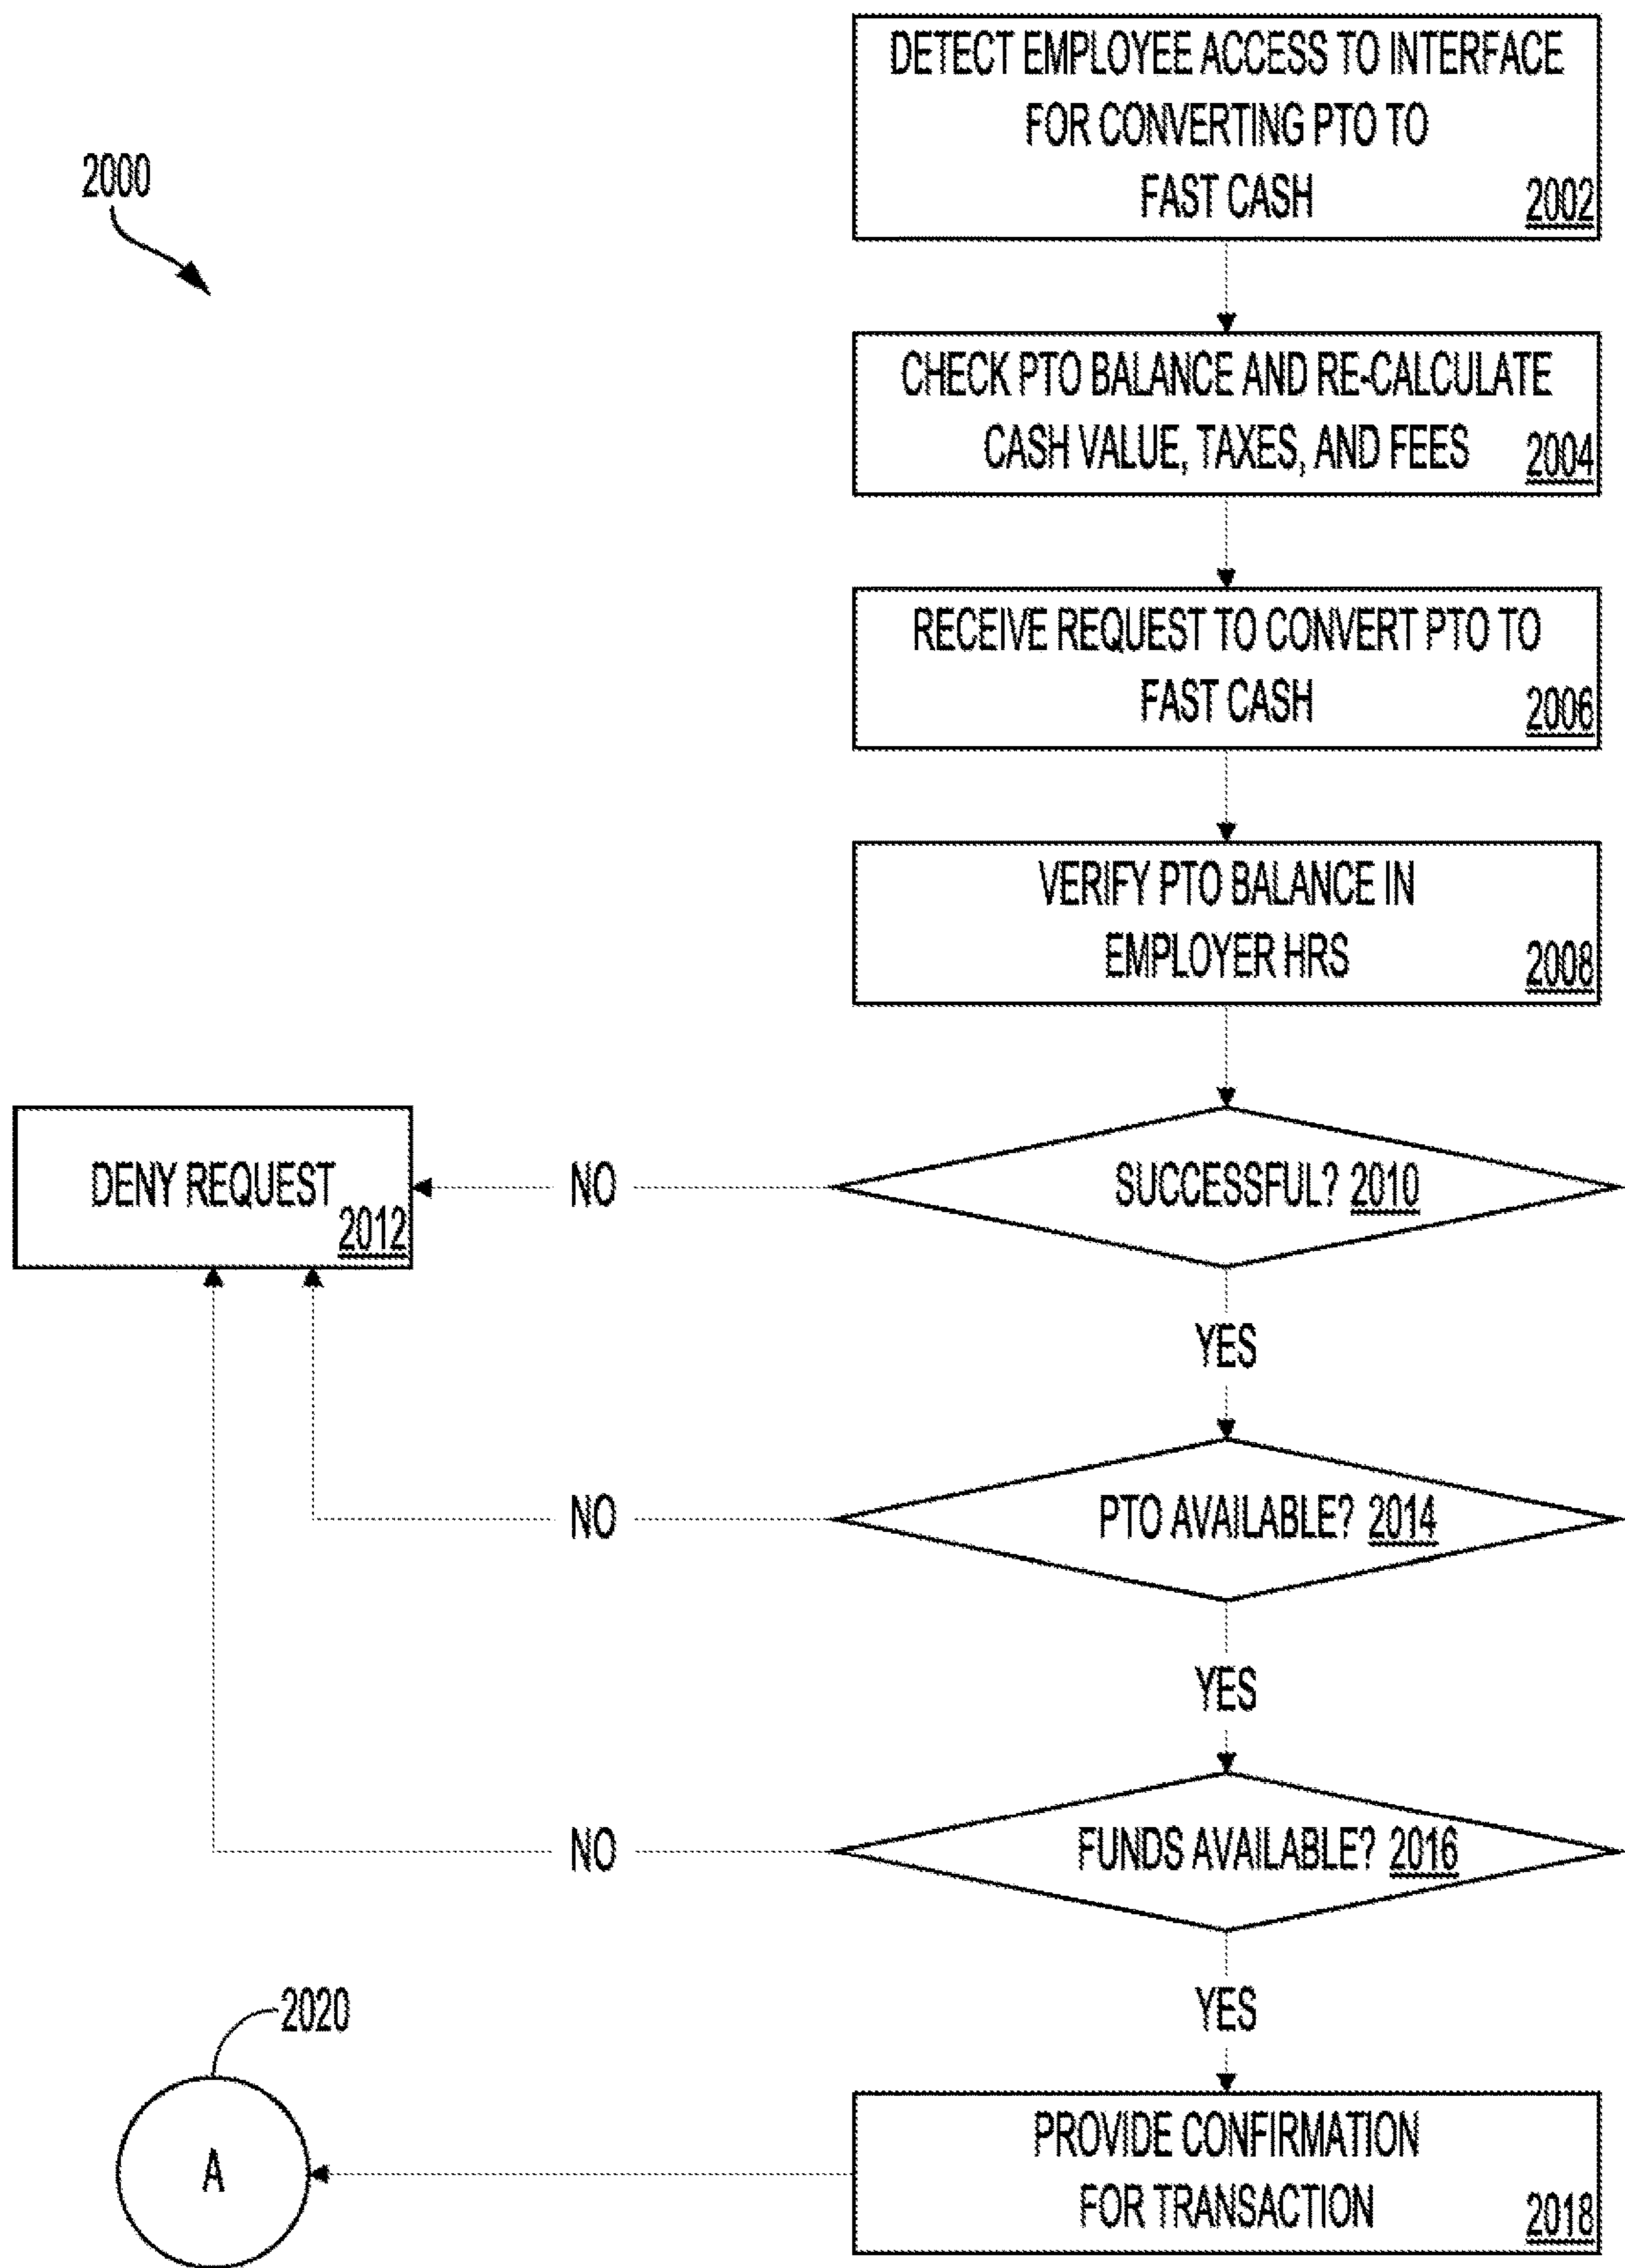 DETECT EMPLOYEE ACCESS TO INTERFACE
FOR CONVERTING PTO TO
FAST CASH 2002
2000
CHECK PTO BALANCE AND RE-CALCULATE
CASH VALUE, TAXES, AND FEES 2004
RECEIVE REQUEST TO CONVERT PTO TO
FAST CASH 2006
VERIFY PTO BALANCE IN
EMPLOYER HRS 2008
DENY REQUEST
2012
NO
SUCCESSFUL? 2010
YES
NO
PTO AVAILABLE? 2014
YES
NO
FUNDS AVAILABLE? 2016
YES
2020
A
PROVIDE CONFIRMATION
FOR TRANSACTION 2018